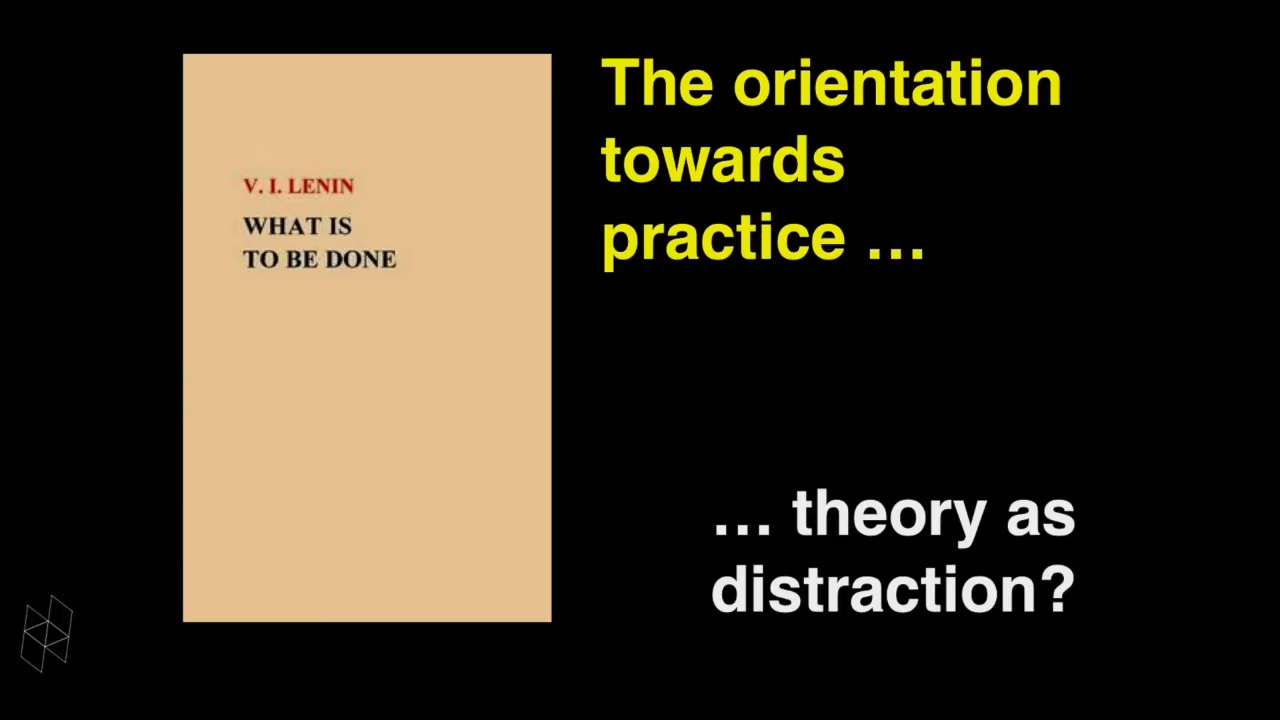 V. I. LENIN
WHAT IS
TO BE DONE
The orientation
towards
practice …
… theory as
distraction?